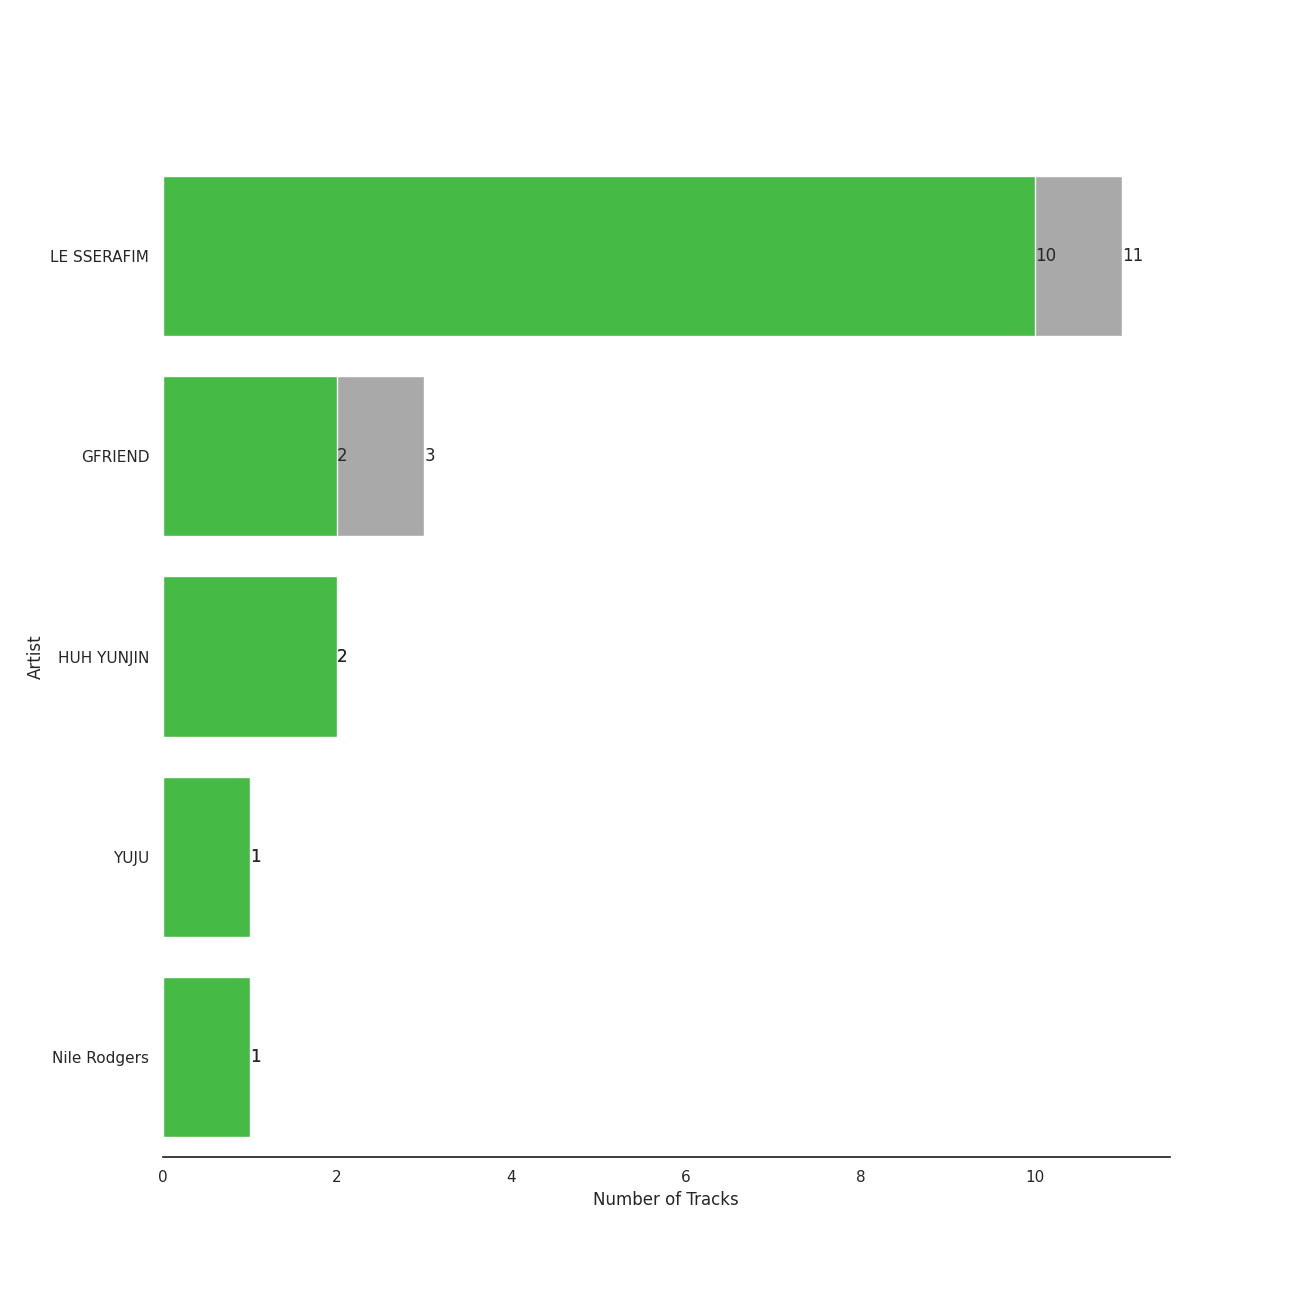 LE SSERAFIM
10
11
GFRIEND
2
3
HUH YUNJIN
2
YUJU
1
Nile Rodgers
1
Artist
0 2 4 6 8 10
Number of Tracks